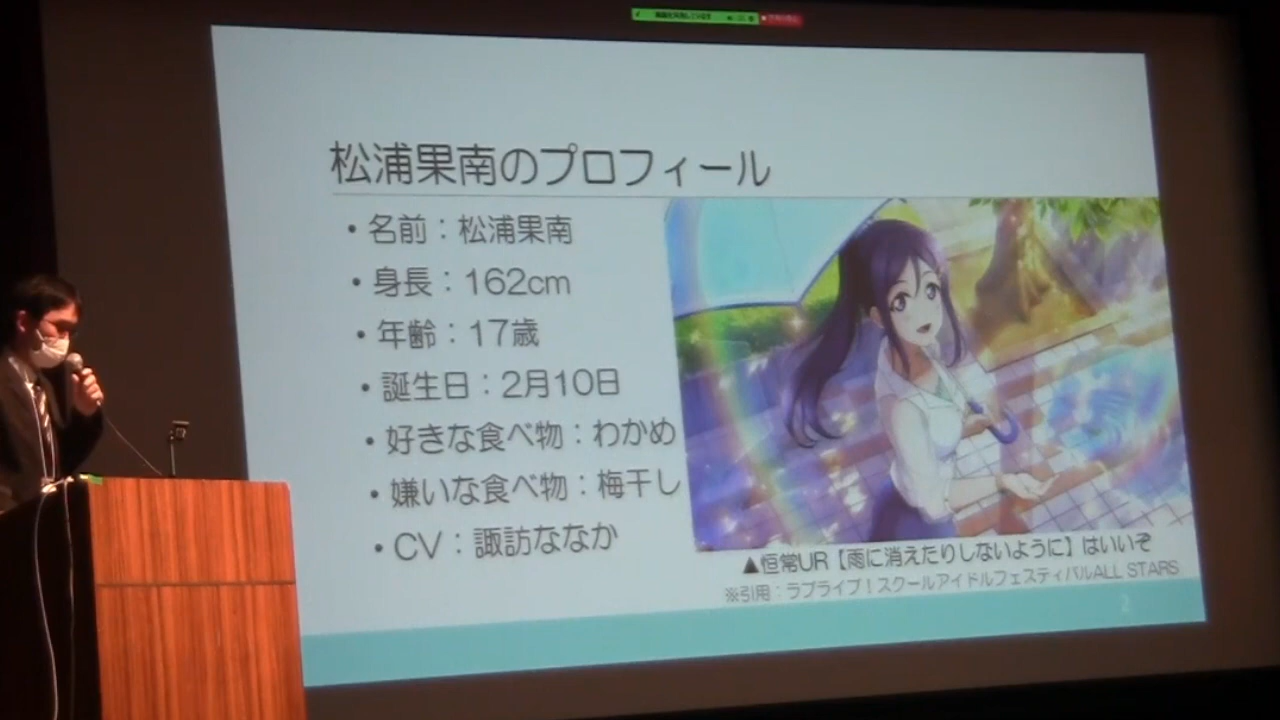 松浦果南のプロフィール
・名前：松浦果南
・身長：162cm
・年齢：17歳
・誕生日：2月10日
・好きな食べ物：わかめ
・嫌いな食べ物：梅干し
・CV：諏訪ななか
▲恒常UR【雨に消えたりしないように】はいいぞ
※引用：ラブライブ！スクールアイドルフェスティバルALL STARS
2